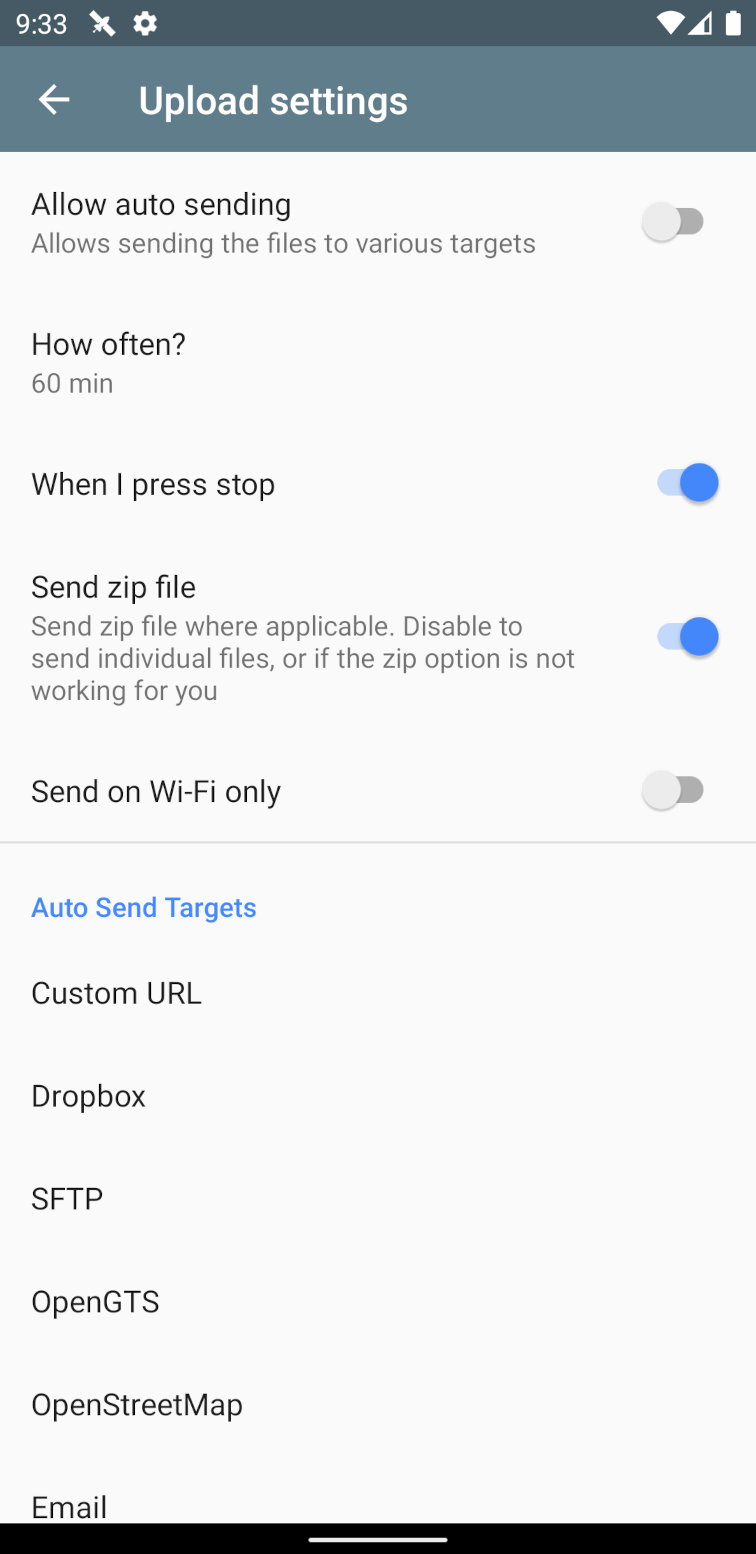 9:33
Upload settings
Allow auto sending
Allows sending the files to various targets
How often?
60 min
When I press stop
Send zip file
Send zip file where applicable. Disable to
send individual files, or if the zip option is not
working for you
Send on Wi-Fi only
Auto Send Targets
Custom URL
Dropbox
SFTP
OpenGTS
OpenStreetMap
Email